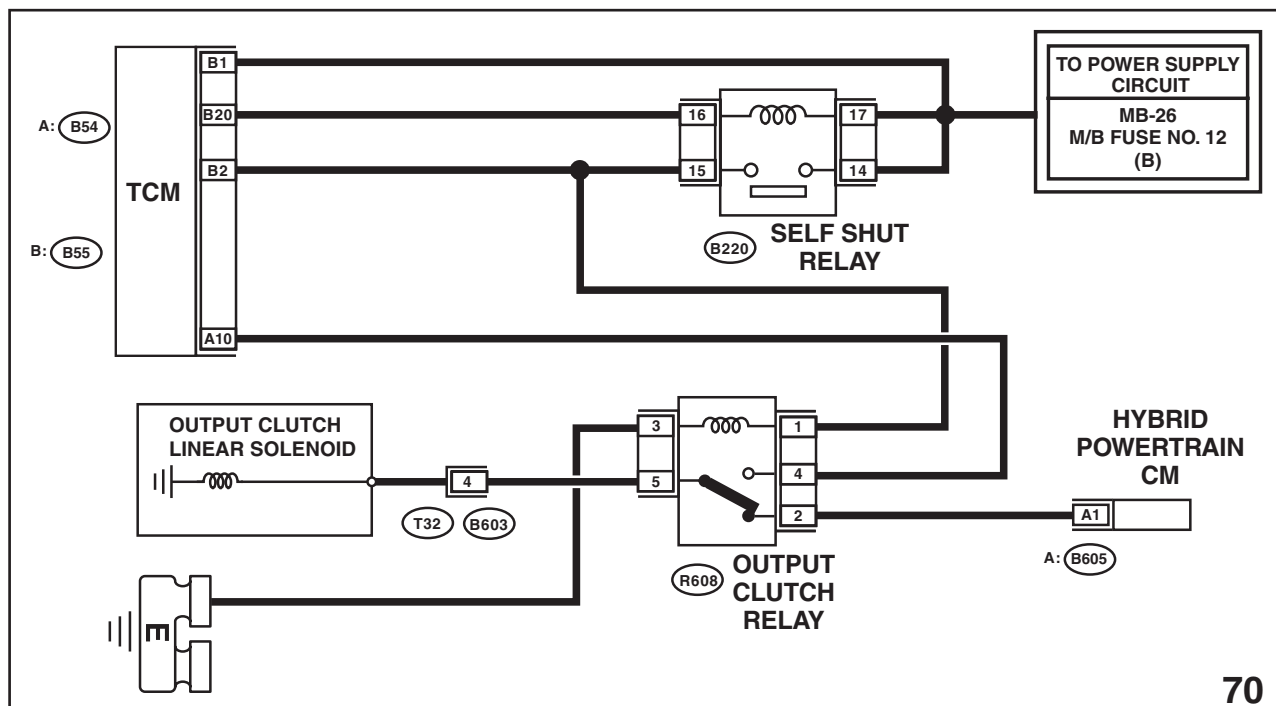 B1
TO POWER SUPPLY
CIRCUIT
MB-26
M/B FUSE NO. 12
(B)
A: B54
B20
16
17
B2
15
14
TCM
B: B55
B220
SELF SHUT
RELAY
A10
OUTPUT CLUTCH
LINEAR SOLENOID
3
1
HYBRID
POWERTRAIN
CM
4
5
4
2
A1
T32
B603
A: B605
R608
OUTPUT
CLUTCH
RELAY
E
70